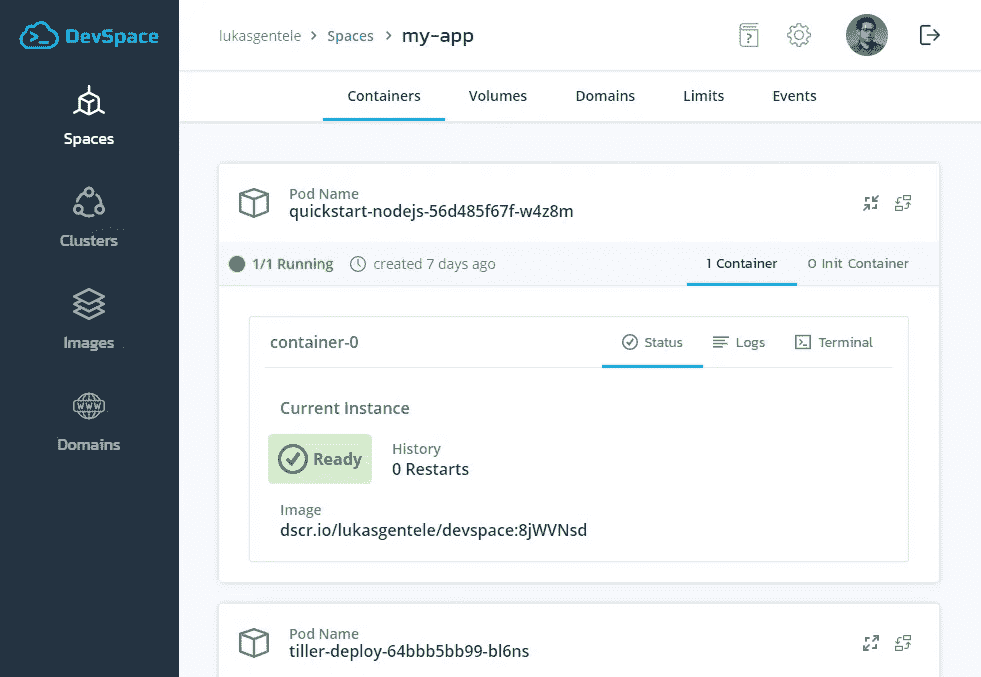 DevSpace
lukasgentele > Spaces > my-app
Spaces
Clusters
Images
WWW
Domains
Containers Volumes Domains Limits Events
Pod Name
quickstart-nodejs-56d485f67f-w4z8m
1/1 Running created 7 days ago 1 Container 0 Init Container
container-0 Status Logs Terminal
Current instance
Ready
History
0 Restarts
Image
dscr.io/lukasgentele/devspace:8jWVNsd
Pod Name
tiller-deploy-64bbb5bb99-bl6ns